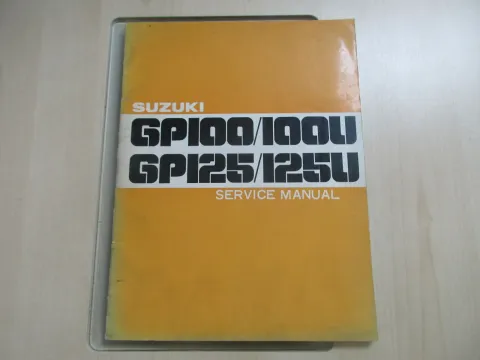 SUZUKI
GP100/100U
GP125/125U
SERVICE MANUAL